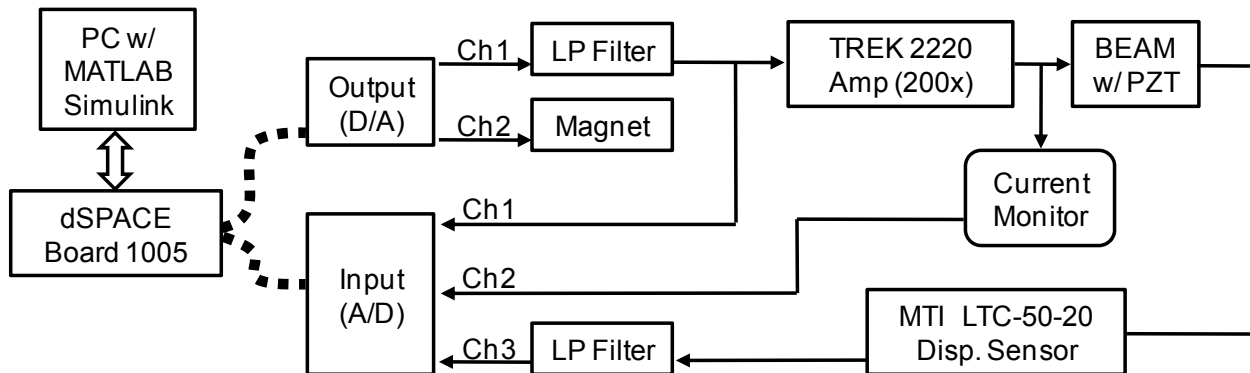 PC w/
MATLAB
Simulink
dSPACE
Board 1005
Output
(D/A)
Ch1
LP Filter
Ch2
Magnet
TREK 2220
Amp (200x)
BEAM
w/ PZT
Current
Monitor
Input
(A/D)
Ch1
Ch2
Ch3
LP Filter
MTI LTC-50-20
Disp. Sensor